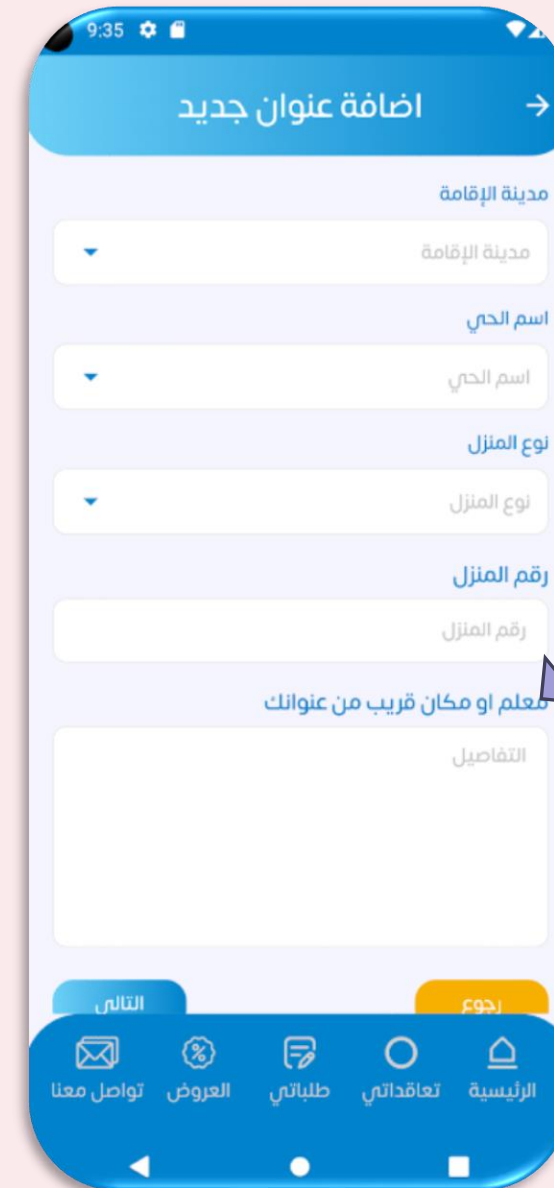 9:35
اضافة عنوان جديد
مدينة الإقامة
مدينة الإقامة
اسم الحي
اسم الحي
نوع المنزل
نوع المنزل
رقم المنزل
رقم المنزل
معلم او مكان قريب من عنوانك
التفاصيل
رجوع التالي
الرئيسية تعاقداتي طلباتي العروض تواصل معنا